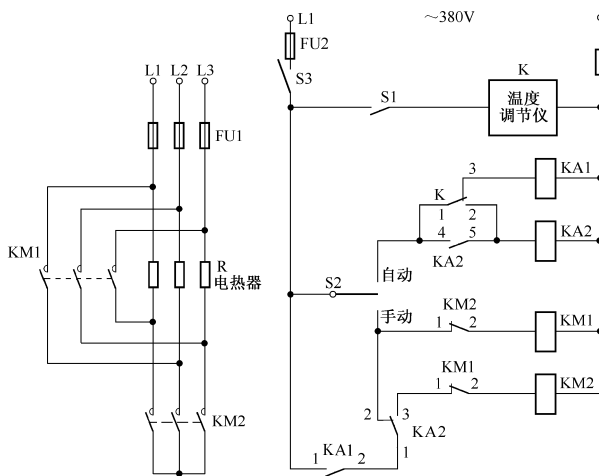 L1
～380V
FU2
S3
K
L1 L2 L3
S1
温度
调节仪
FU1
3
KA1
K
1 2
4 5
KA2
KA2
KM1
R
电热器
自动
S2
手动
KM2
1 2
KM1
KM1
1 2
KM2
2 3
KM2
KA2
KA1
1 2
1